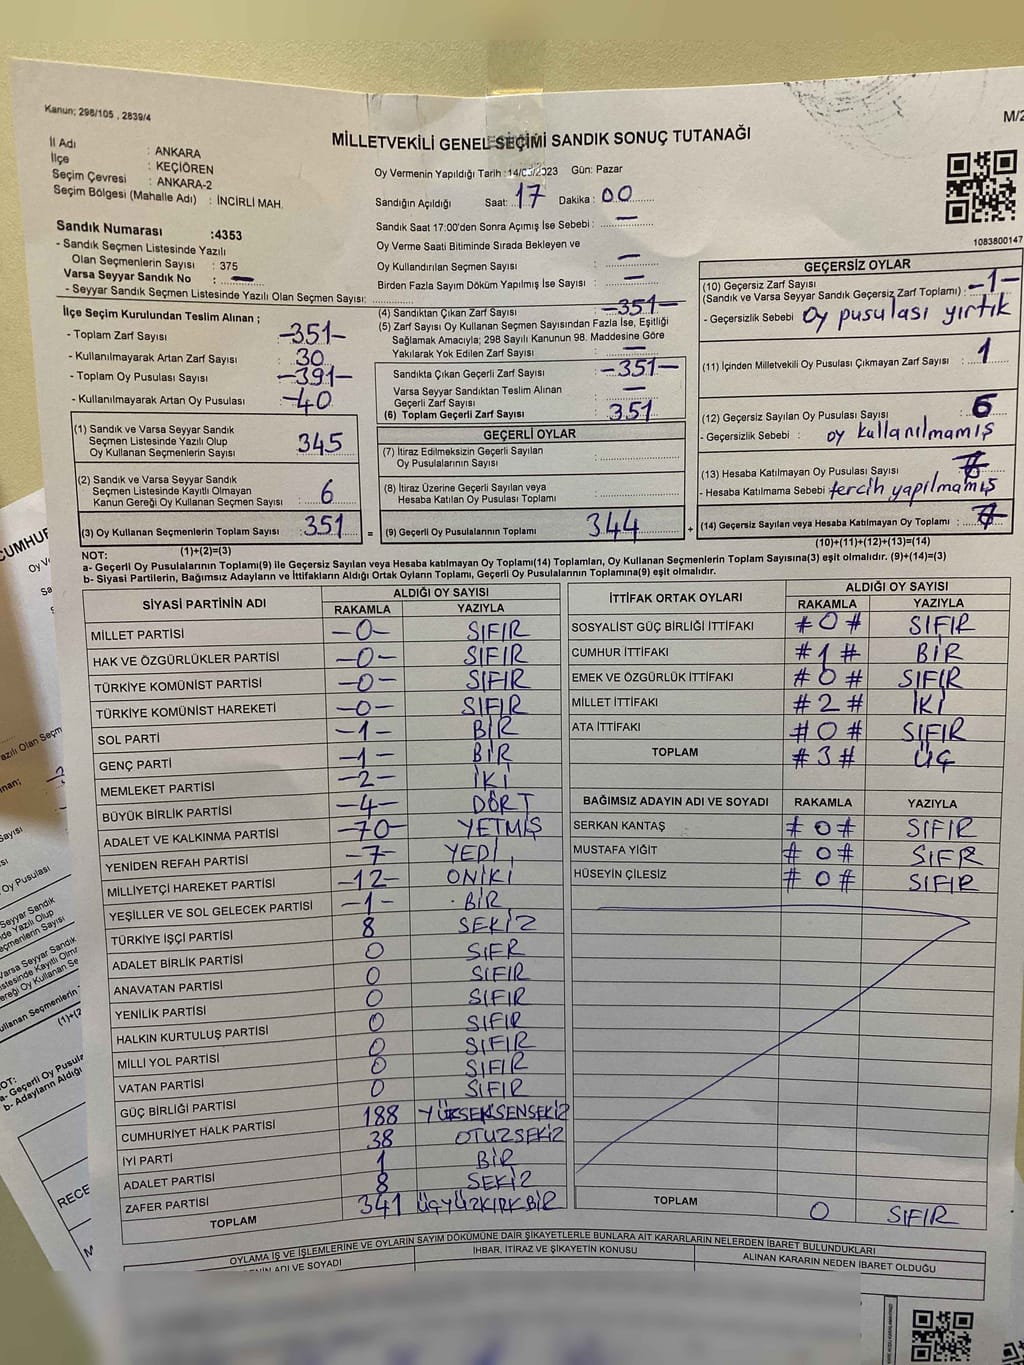 Kanun; 298/105 , 2839/4
M/2
MİLLETVEKİLİ GENEL SEÇİMİ SANDIK SONUÇ TUTANAĞI
İl Adı : ANKARA
İlçe : KEÇİÖREN
Seçim Çevresi : ANKARA-2
Seçim Bölgesi (Mahalle Adı) : İNCİRLİ MAH.
Sandık Numarası :4353
- Sandık Seçmen Listesinde Yazılı
Olan Seçmenlerin Sayısı : 375
Varsa Seyyar Sandık No : —
- Seyyar Sandık Seçmen Listesinde Yazılı Olan Seçmen Sayısı:
Oy Vermenin Yapıldığı Tarih :14/05/2023 Gün: Pazar
Sandığın Açıldığı Saat: 17 Dakika : 00
Sandık Saat 17:00'den Sonra Açımış İse Sebebi : —
Oy Verme Saati Bitiminde Sırada Bekleyen ve
Oy Kullandırılan Seçmen Sayısı : —
Birden Fazla Sayım Döküm Yapılmış İse Sayısı : —
1083800147
İlçe Seçim Kurulundan Teslim Alınan ;
- Toplam Zarf Sayısı : -351-
- Kullanılmayarak Artan Zarf Sayısı : 30
- Toplam Oy Pusulası Sayısı : -391-
- Kullanılmayarak Artan Oy Pusulası : -40
(1) Sandık ve Varsa Seyyar Sandık
Seçmen Listesinde Yazılı Olup
Oy Kullanan Seçmenlerin Sayısı : 345
(2) Sandık ve Varsa Seyyar Sandık
Seçmen Listesinde Kayıtlı Olmayan
Kanun Gereği Oy Kullanan Seçmen Sayısı : 6
(3) Oy Kullanan Seçmenlerin Toplam Sayısı : 351 =
(4) Sandıktan Çıkan Zarf Sayısı : -351-
(5) Zarf Sayısı Oy Kullanan Seçmen Sayısından Fazla İse, Eşitliği
Sağlamak Amacıyla; 298 Sayılı Kanunun 98. Maddesine Göre
Yakılarak Yok Edilen Zarf Sayısı : —
Sandıkta Çıkan Geçerli Zarf Sayısı : -351-
Varsa Seyyar Sandıktan Teslim Alınan
Geçerli Zarf Sayısı : —
(6) Toplam Geçerli Zarf Sayısı : 351
GEÇERLİ OYLAR
(7) İtiraz Edilmeksizin Geçerli Sayılan
Oy Pusulalarının Sayısı :
(8) İtiraz Üzerine Geçerli Sayılan veya
Hesaba Katılan Oy Pusulası Toplamı :
(9) Geçerli Oy Pusulalarının Toplamı : 344 +
GEÇERSİZ OYLAR
(10) Geçersiz Zarf Sayısı
(Sandık ve Varsa Seyyar Sandık Geçersiz Zarf Toplamı) : -1-
- Geçersizlik Sebebi : Oy pusulası yırtık
(11) İçinden Milletvekili Oy Pusulası Çıkmayan Zarf Sayısı : 1
(12) Geçersiz Sayılan Oy Pusulası Sayısı : 6
- Geçersizlik Sebebi : oy kullanılmamış
(13) Hesaba Katılmayan Oy Pusulası Sayısı :
- Hesaba Katılmama Sebebi : tercih yapılmamış
(14) Geçersiz Sayılan veya Hesaba Katılmayan Oy Toplamı : 7
NOT: (1)+(2)=(3) (10)+(11)+(12)+(13)=(14)
a- Geçerli Oy Pusulalarının Toplamı(9) ile Geçersiz Sayılan veya Hesaba katılmayan Oy Toplamı(14) Toplamları, Oy Kullanan Seçmenlerin Toplam Sayısına(3) eşit olmalıdır. (9)+(14)=(3)
b- Siyasi Partilerin, Bağımsız Adayların ve İttifakların Aldığı Ortak Oyların Toplamı, Geçerli Oy Pusulalarının Toplamına(9) eşit olmalıdır.
SİYASİ PARTİNİN ADI ALDIĞI OY SAYISI
RAKAMLA YAZIYLA
MİLLET PARTİSİ -0- SIFIR
HAK VE ÖZGÜRLÜKLER PARTİSİ -0- SIFIR
TÜRKİYE KOMÜNİST PARTİSİ -0- SIFIR
TÜRKİYE KOMÜNİST HAREKETİ -0- SIFIR
SOL PARTİ -1- BİR
GENÇ PARTİ -1- BİR
MEMLEKET PARTİSİ -2- İKİ
BÜYÜK BİRLİK PARTİSİ -4- DÖRT
ADALET VE KALKINMA PARTİSİ -70- YETMİŞ
YENİDEN REFAH PARTİSİ -7- YEDİ
MİLLİYETÇİ HAREKET PARTİSİ -12- ONİKİ
YEŞİLLER VE SOL GELECEK PARTİSİ -1- BİR
TÜRKİYE İŞÇİ PARTİSİ 8 SEKİZ
ADALET BİRLİK PARTİSİ 0 SIFR
ANAVATAN PARTİSİ 0 SIFIR
YENİLİK PARTİSİ 0 SIFIR
HALKIN KURTULUŞ PARTİSİ 0 SIFIR
MİLLİ YOL PARTİSİ 0 SIFIR
VATAN PARTİSİ 0 SIFIR
GÜÇ BİRLİĞİ PARTİSİ 0 SIFIR
CUMHURİYET HALK PARTİSİ 188 YÜKSEKSENSEKİZ
İYİ PARTİ 38 OTUZSEKİZ
ADALET PARTİSİ 1 BİR
ZAFER PARTİSİ 8 SEKİZ
TOPLAM 341 ÜÇYÜZKIRKBİR
İTTİFAK ORTAK OYLARI ALDIĞI OY SAYISI
RAKAMLA YAZIYLA
SOSYALIST GÜÇ BİRLİĞİ İTTİFAKI #0# SIFIR
CUMHUR İTTİFAKI #1# BİR
EMEK VE ÖZGÜRLÜK İTTİFAKI #0# SIFIR
MİLLET İTTİFAKI #2# İKİ
ATA İTTİFAKI #0# SIFIR
TOPLAM #3# ÜÇ
BAĞIMSIZ ADAYIN ADI VE SOYADI RAKAMLA YAZIYLA
SERKAN KANTAŞ #0# SIFIR
MUSTAFA YİĞİT #0# SIFR
HÜSEYİN ÇİLESİZ #0# SIFIR
TOPLAM 0 SIFIR
OYLAMA İŞ VE İŞLEMLERİNE VE OYLARIN SAYIM DÖKÜMÜNE DAİR ŞİKAYETLERLE BUNLARA AİT KARARLARIN NELERDEN İBARET BULUNDUKLARI
ADI VE SOYADI İHBAR, İTİRAZ VE ŞİKAYETİN KONUSU ALINAN KARARIN NEDEN İBARET OLDUĞU